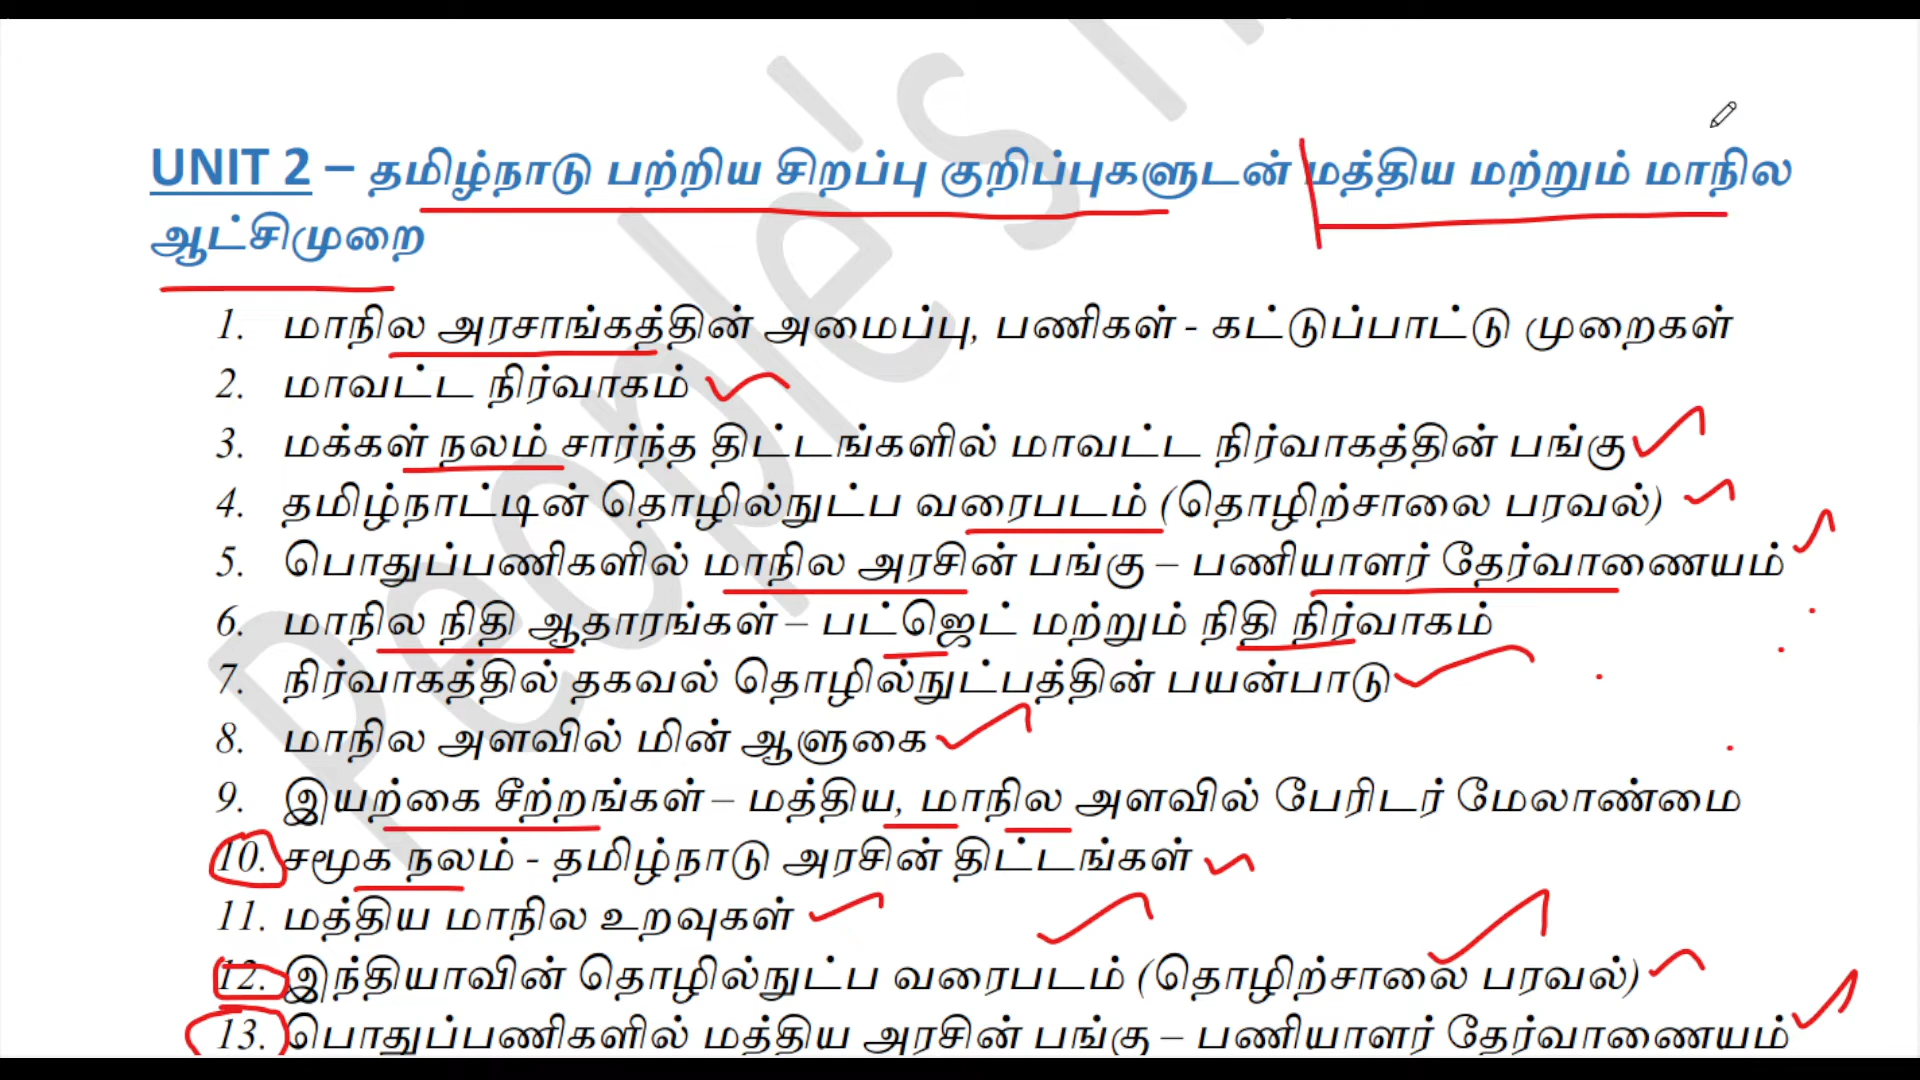 UNIT 2 – தமிழ்நாடு பற்றிய சிறப்பு குறிப்புகளுடன் மத்திய மற்றும் மாநில
ஆட்சிமுறை
1. மாநில அரசாங்கத்தின் அமைப்பு, பணிகள் - கட்டுப்பாட்டு முறைகள்
2. மாவட்ட நிர்வாகம்
3. மக்கள் நலம் சார்ந்த திட்டங்களில் மாவட்ட நிர்வாகத்தின் பங்கு
4. தமிழ்நாட்டின் தொழில்நுட்ப வரைபடம் (தொழிற்சாலை பரவல்)
5. பொதுப்பணிகளில் மாநில அரசின் பங்கு – பணியாளர் தேர்வாணையம்
6. மாநில நிதி ஆதாரங்கள் – பட்ஜெட் மற்றும் நிதி நிர்வாகம்
7. நிர்வாகத்தில் தகவல் தொழில்நுட்பத்தின் பயன்பாடு
8. மாநில அளவில் மின் ஆளுகை
9. இயற்கை சீற்றங்கள் – மத்திய, மாநில அளவில் பேரிடர் மேலாண்மை
10. சமூக நலம் - தமிழ்நாடு அரசின் திட்டங்கள்
11. மத்திய மாநில உறவுகள்
12. இந்தியாவின் தொழில்நுட்ப வரைபடம் (தொழிற்சாலை பரவல்)
13. பொதுப்பணிகளில் மத்திய அரசின் பங்கு – பணியாளர் தேர்வாணையம்
People's